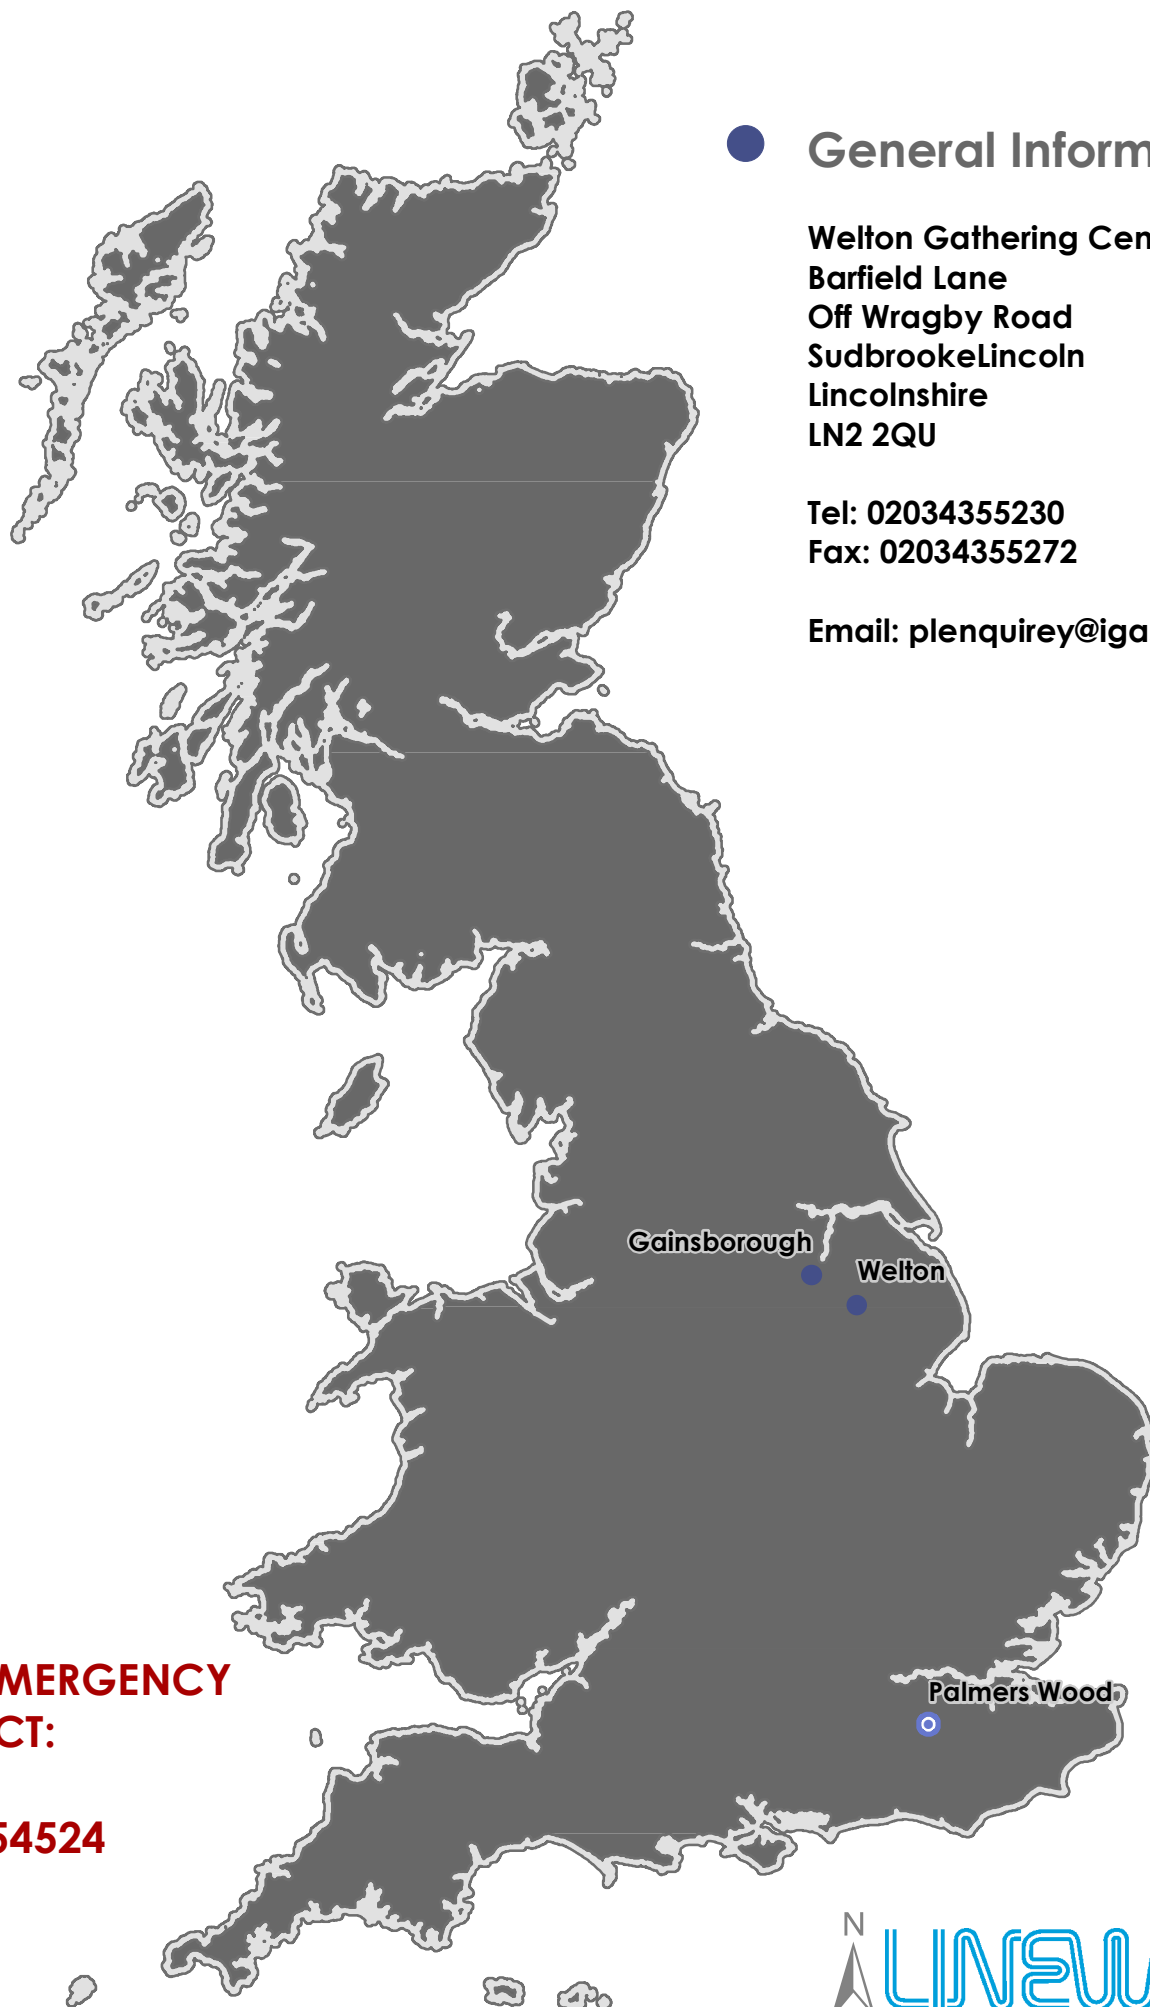 General Inform
Welton Gathering Cen
Barfield Lane
Off Wragby Road
SudbrookeLincoln
Lincolnshire
LN2 2QU
Tel: 02034355230
Fax: 02034355272
Email: plenquirey@iga
Gainsborough
Welton
MERGENCY
CT:
54524
Palmers Wood
N
LINEW